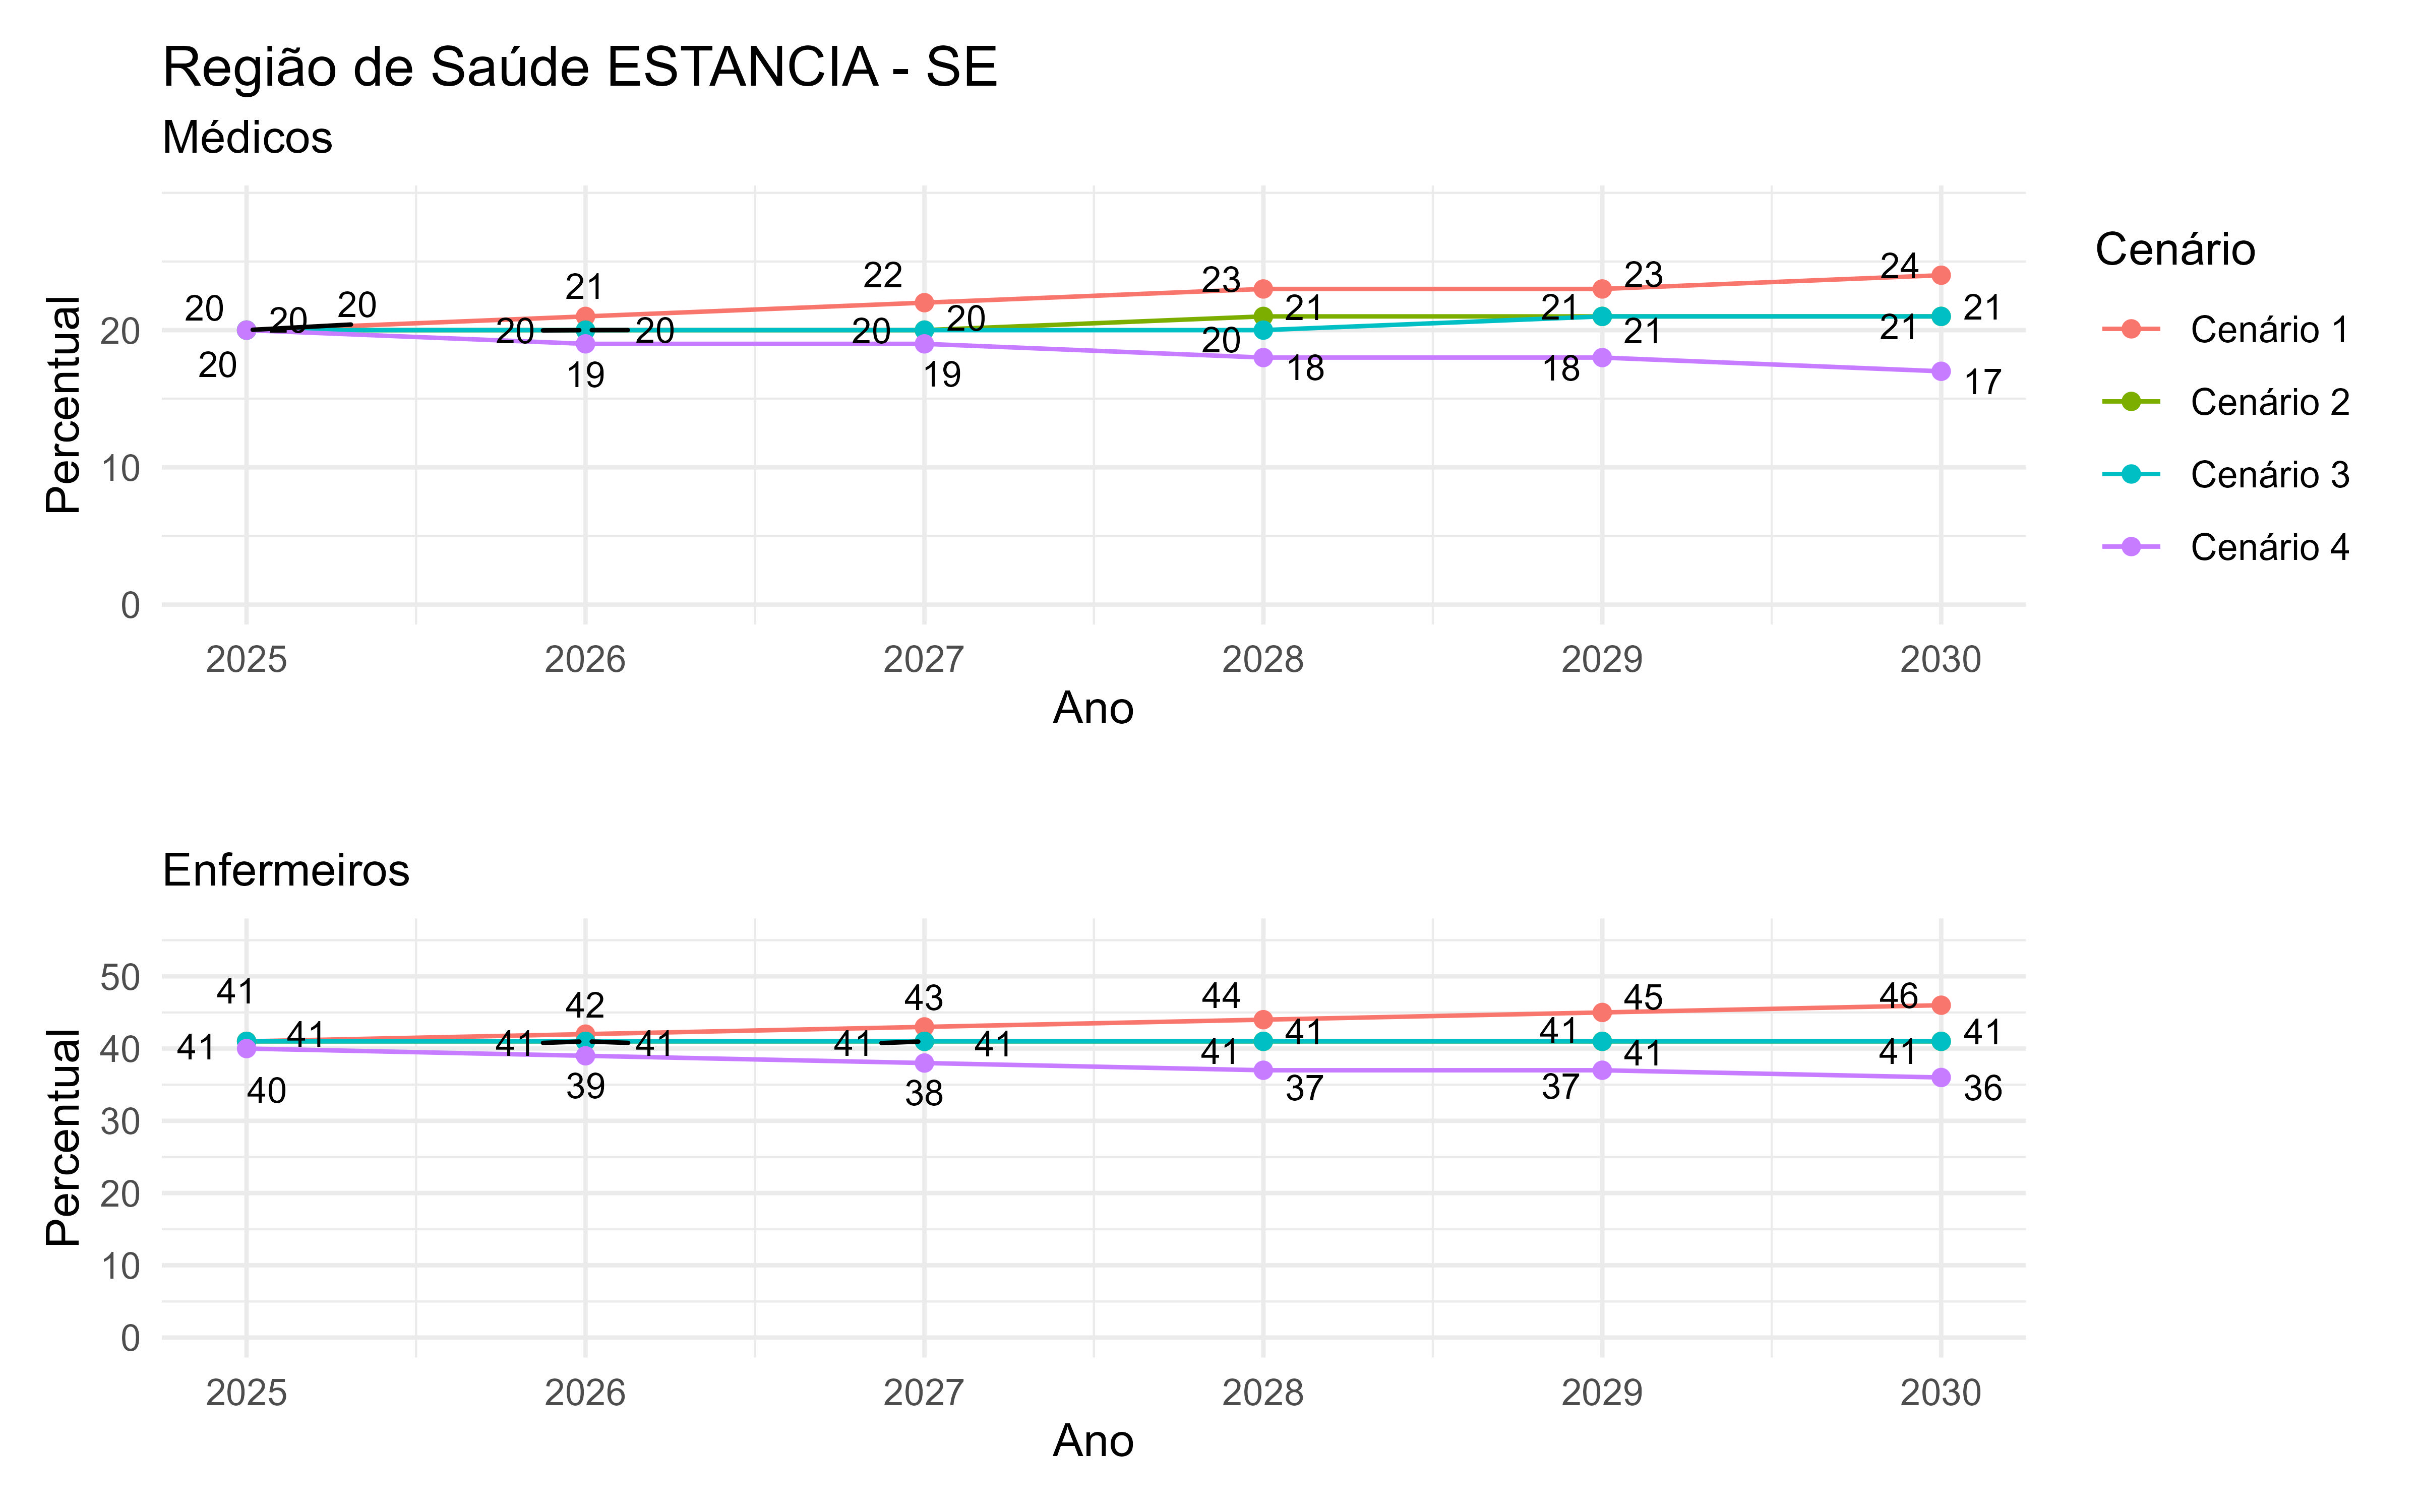 Região de Saúde ESTANCIA - SE
Médicos
Percentual
20
10
0
20 20 20 20
21 20 20 19
22 20 20 19
23 21 20 18
23 21 21 18
24 21 21 17
2025 2026 2027 2028 2029 2030
Ano
Cenário
Cenário 1
Cenário 2
Cenário 3
Cenário 4
Enfermeiros
Percentual
50
40
30
20
10
0
41 41 41 40
42 41 41 39
43 41 41 38
44 41 41 37
45 41 41 37
46 41 41 36
2025 2026 2027 2028 2029 2030
Ano